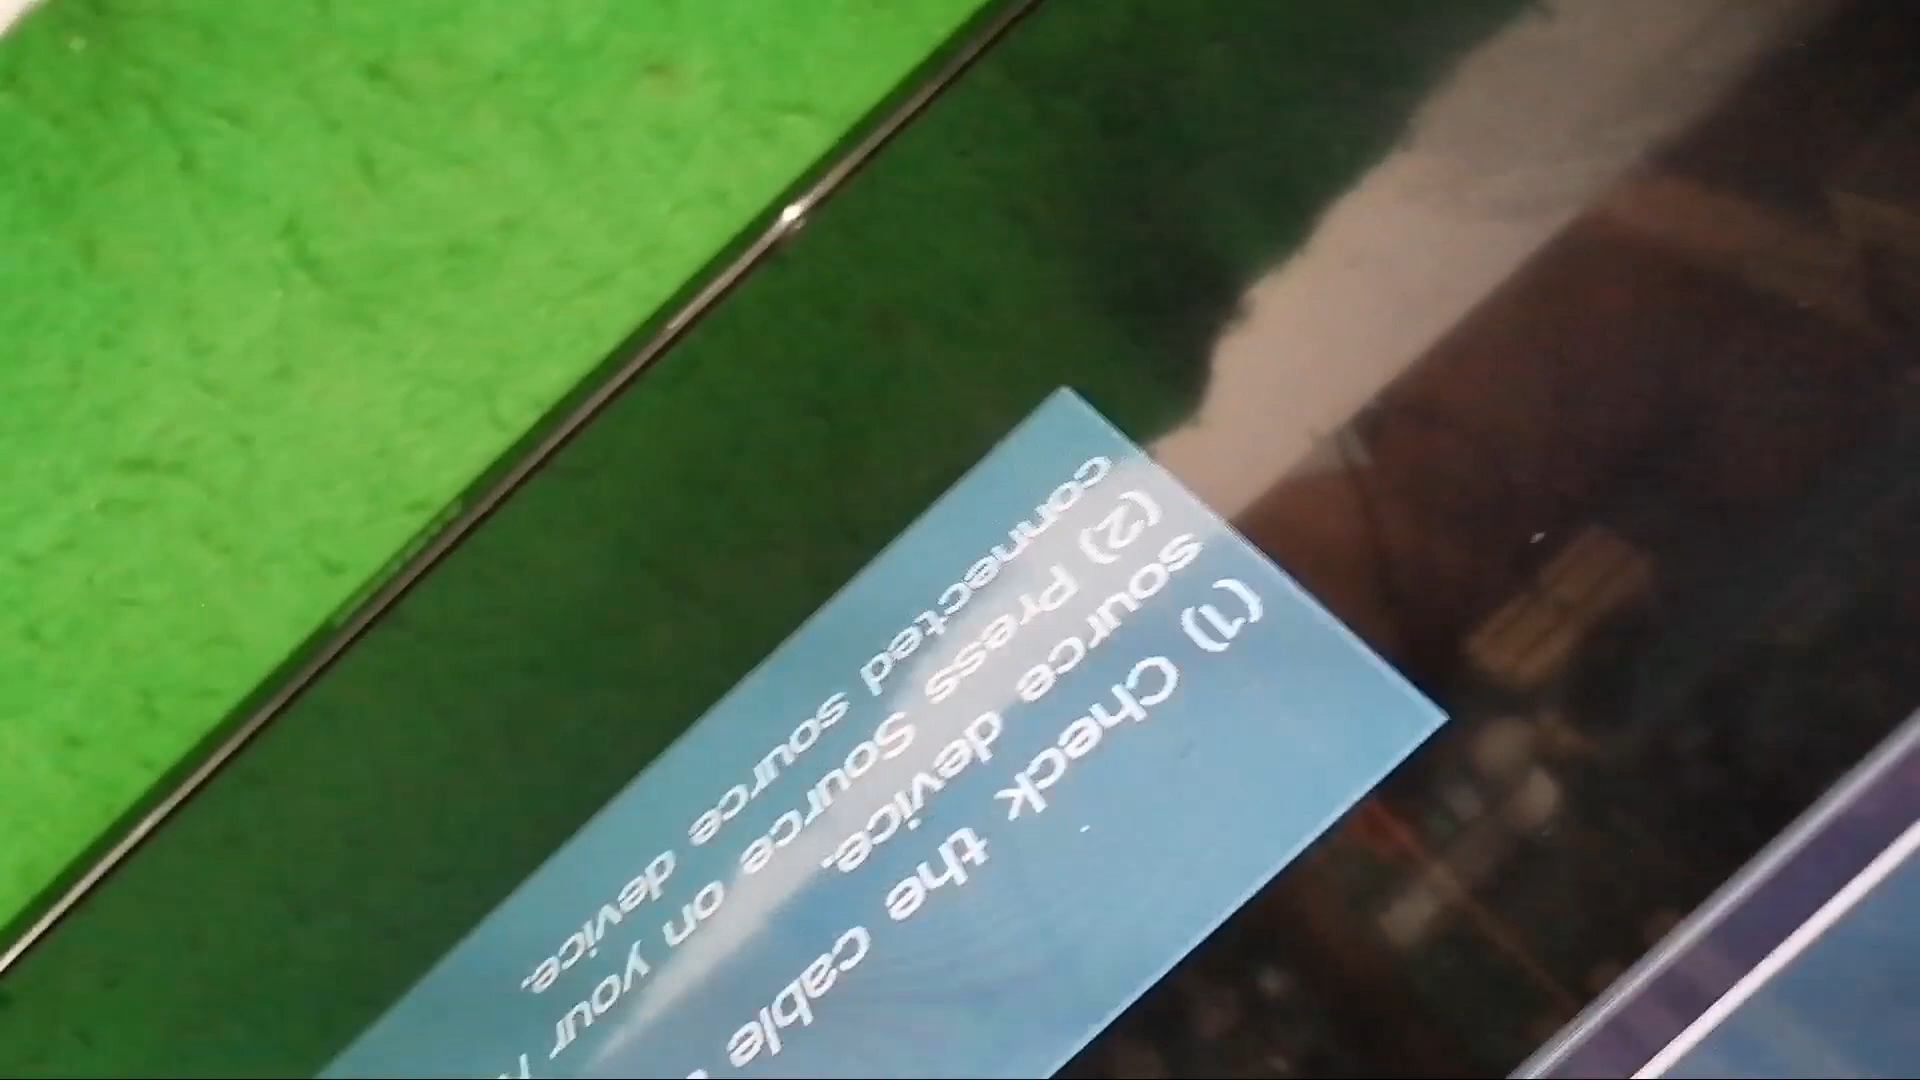 (1) Check the cable
source device.
(2) Press Source on your
connected source device.